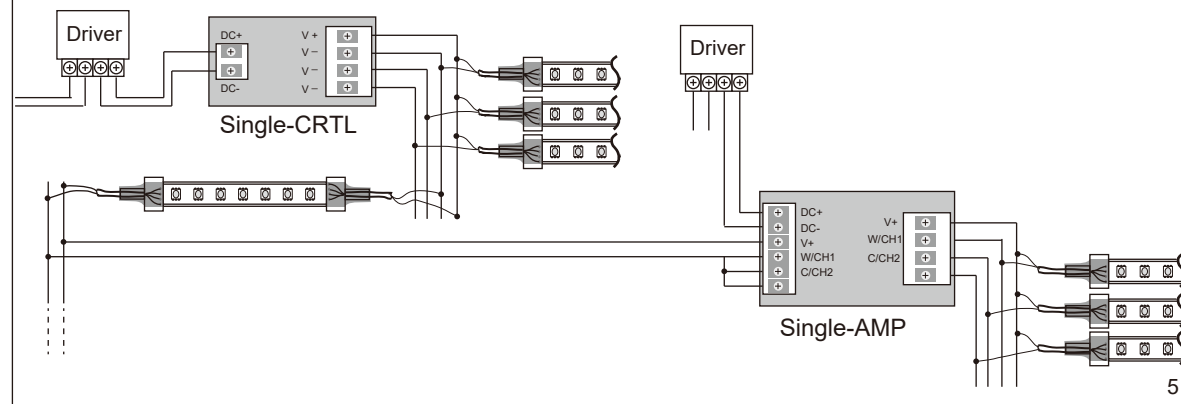 Driver
DC+
DC-
V +
V –
V –
V –
Single-CRTL
Driver
DC+
DC-
V+
W/CH1
C/CH2
V+
W/CH1
C/CH2
Single-AMP
5